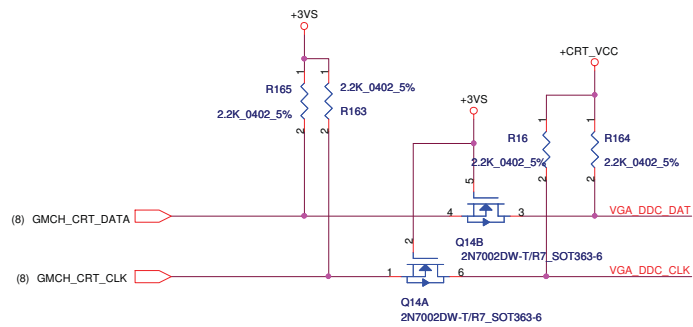 +3VS
+CRT_VCC
1
1
R165
2.2K_0402_5%
2.2K_0402_5%
R163
2
2
+3VS
1
1
R16
R164
2.2K_0402_5%
2.2K_0402_5%
2
2
5
(8) GMCH_CRT_DATA
4
3
VGA_DDC_DAT
Q14B
2N7002DW-T/R7_SOT363-6
2
(8) GMCH_CRT_CLK
1
6
VGA_DDC_CLK
Q14A
2N7002DW-T/R7_SOT363-6